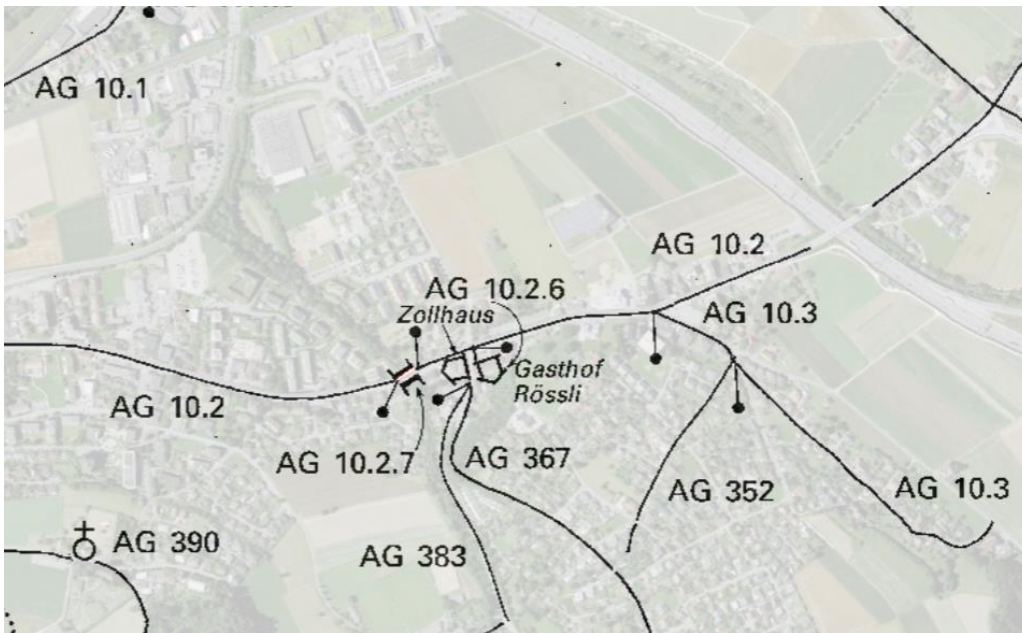 AG 10.1
AG 10.2
AG 10.2.6
Zollhaus
AG 10.3
Gasthof
Rössli
AG 10.2
AG 10.2.7
AG 367
AG 352
AG 10.3
AG 390
AG 383